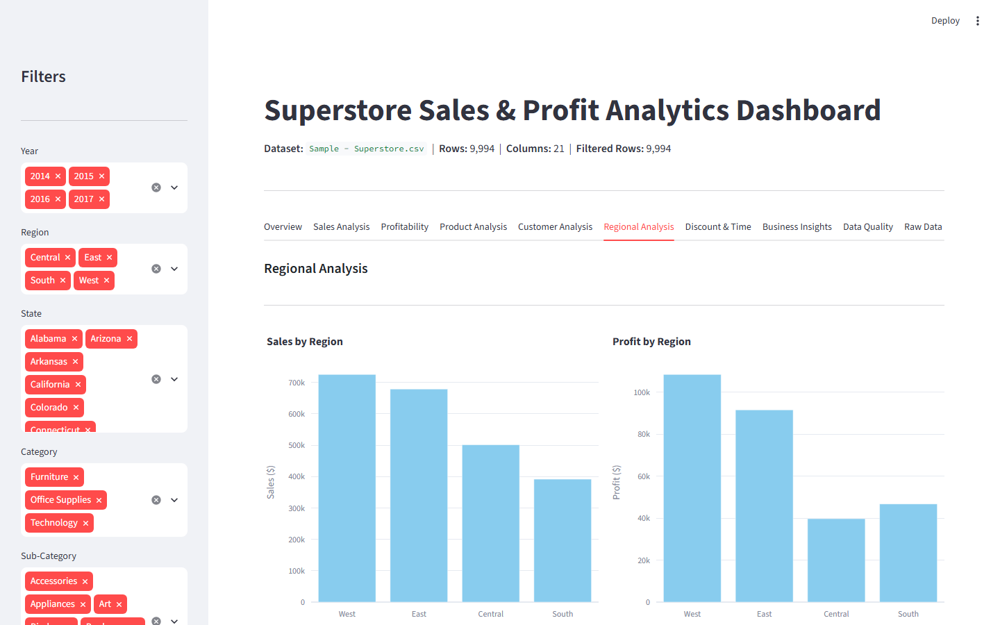 Deploy
Filters
Year
2014 2015
2016 2017
Region
Central East
South West
State
Alabama Arizona
Arkansas
California
Colorado
Connecticut
Category
Furniture
Office Supplies
Technology
Sub-Category
Accessories
Appliances Art
Superstore Sales & Profit Analytics Dashboard
Dataset: Sample - Superstore.csv | Rows: 9,994 | Columns: 21 | Filtered Rows: 9,994
Overview Sales Analysis Profitability Product Analysis Customer Analysis Regional Analysis Discount & Time Business Insights Data Quality Raw Data
Regional Analysis
Sales by Region
700k
600k
500k
400k
300k
200k
100k
0
Sales ($)
West East Central South
Profit by Region
100k
80k
60k
40k
20k
0
Profit ($)
West East Central South